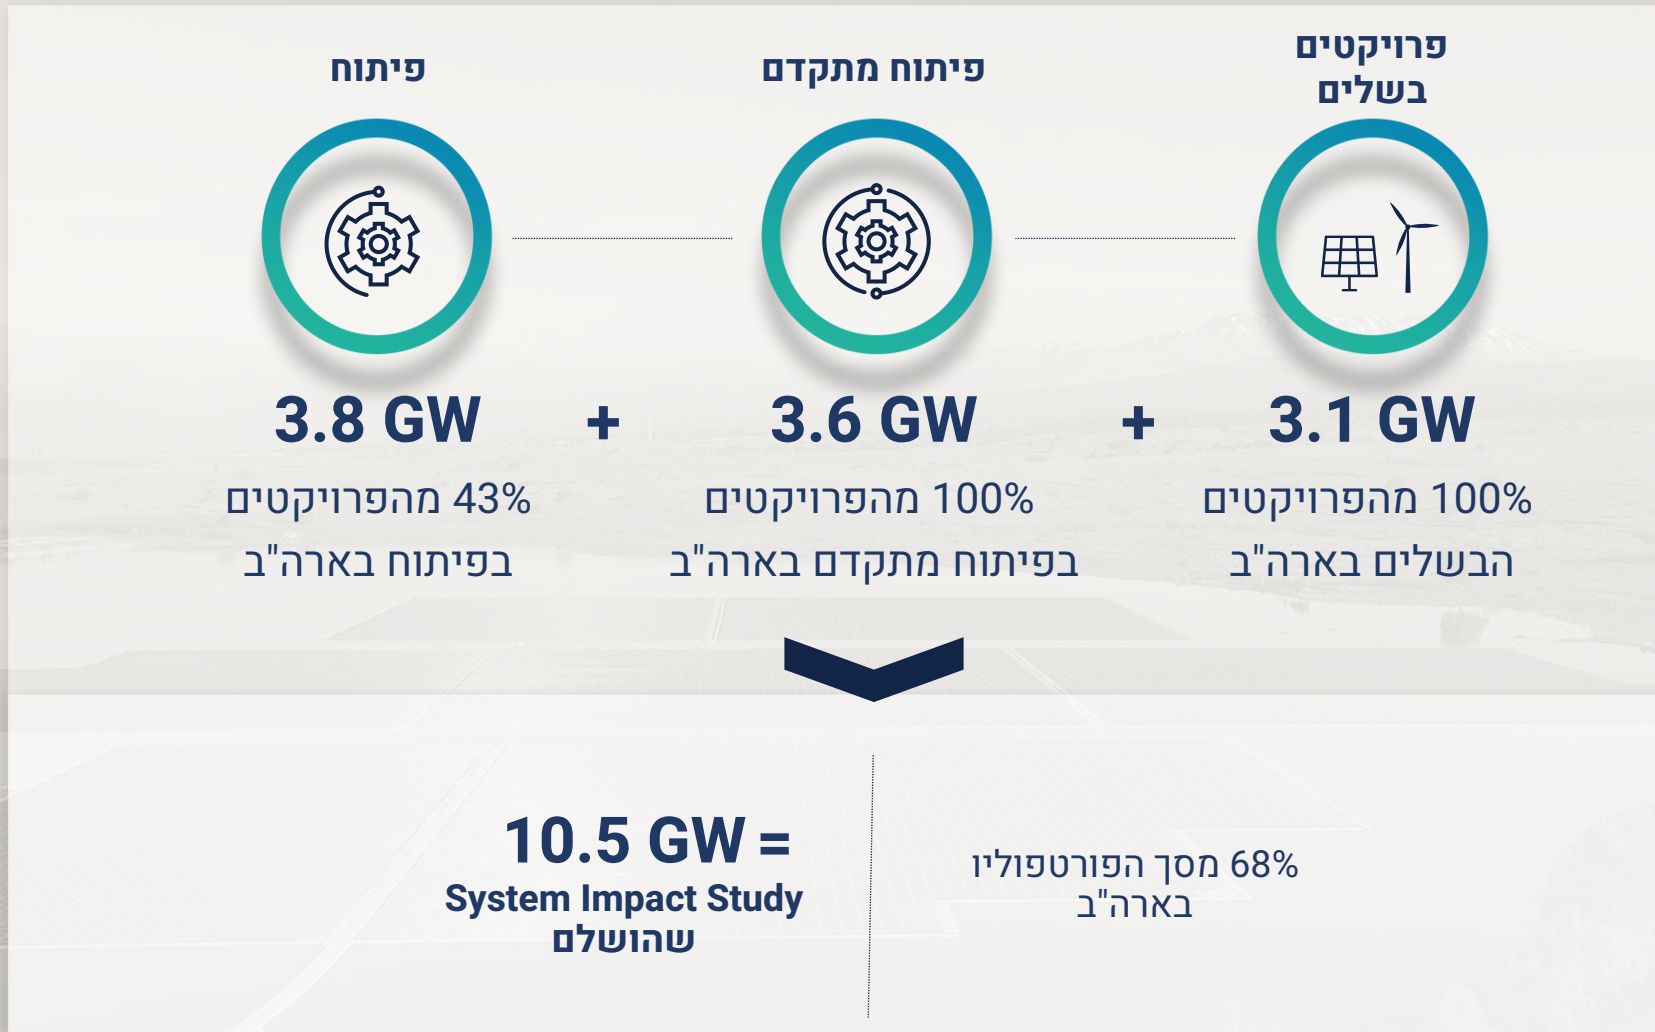 פרויקטים
בשלים
פיתוח מתקדם
פיתוח
3.1 GW
+
3.6 GW
+
3.8 GW
100% מהפרויקטים
הבשלים בארה"ב
100% מהפרויקטים
בפיתוח מתקדם בארה"ב
43% מהפרויקטים
בפיתוח בארה"ב
68% מסך הפורטפוליו
בארה"ב
10.5 GW =
System Impact Study
שהושלם